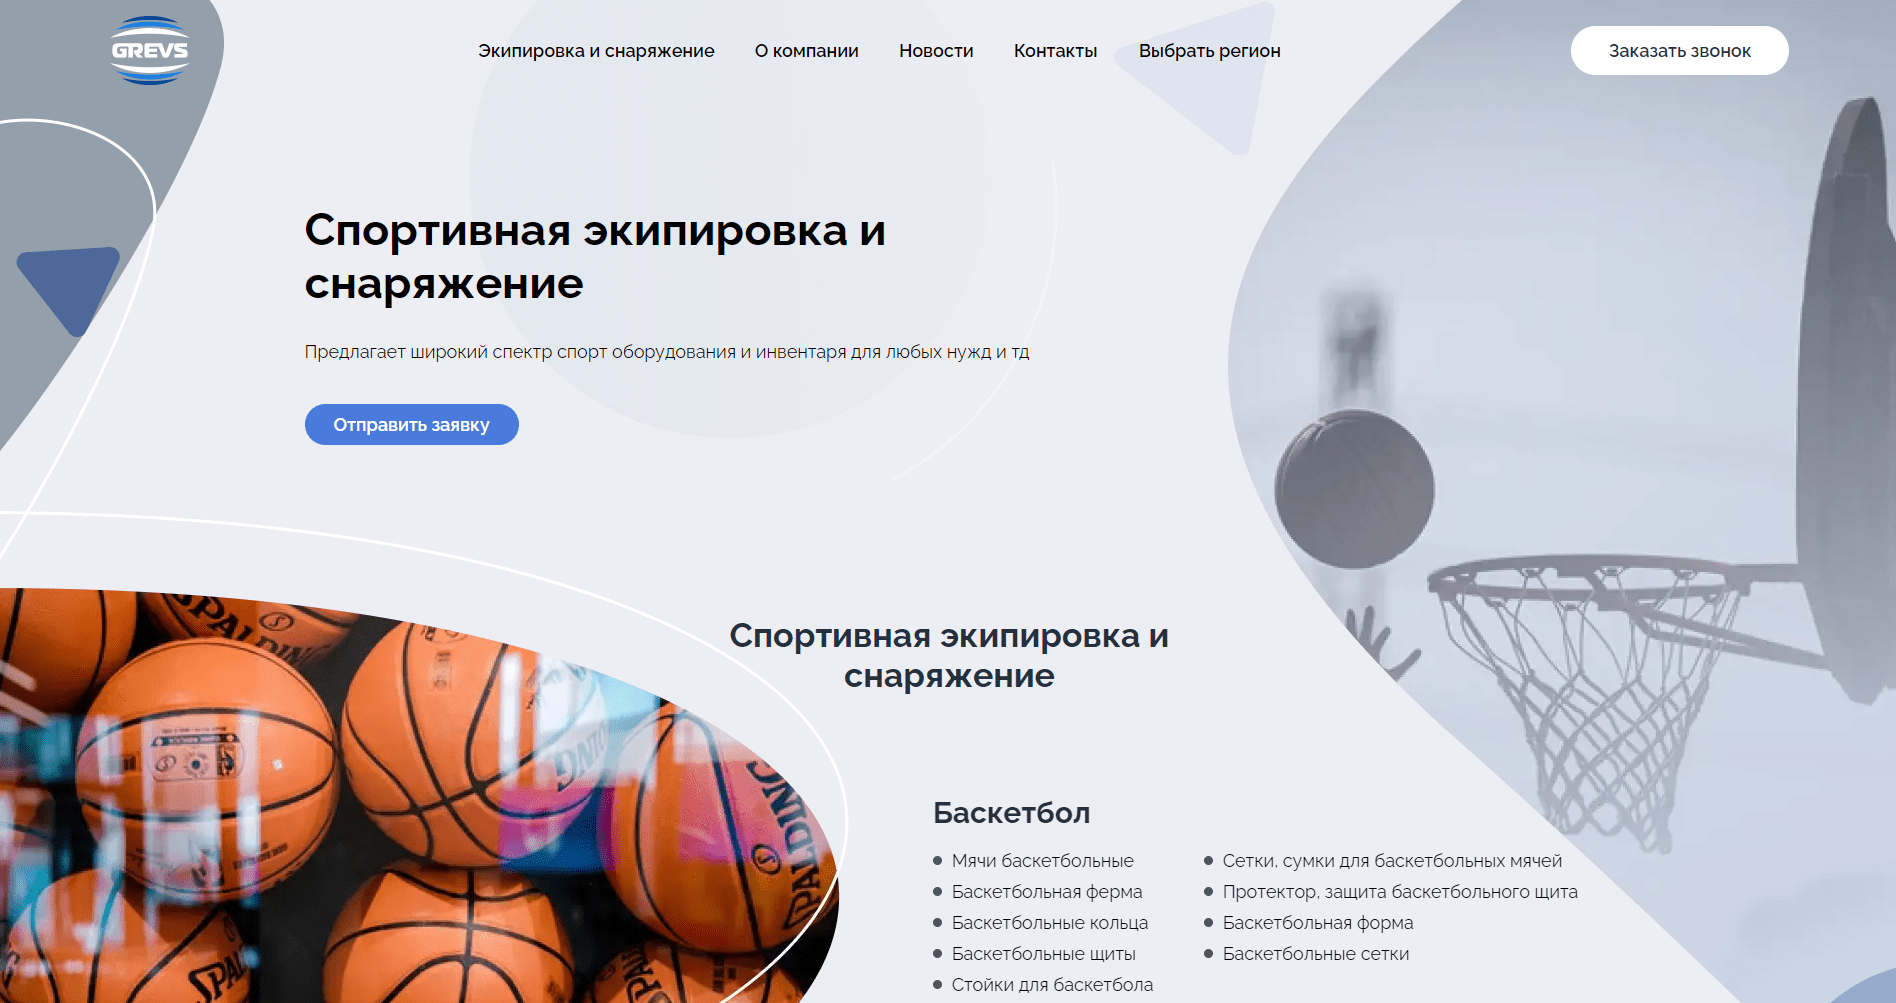 GREVS
Экипировка и снаряжение
О компании
Новости
Контакты
Выбрать регион
Заказать звонок
Спортивная экипировка и
снаряжение
Предлагает широкий спектр спорт оборудования и инвентаря для любых нужд и тд
Отправить заявку
SPALDING
SPALDING
Спортивная экипировка и
снаряжение
Баскетбол
Мячи баскетбольные
Баскетбольная ферма
Баскетбольные кольца
Баскетбольные щиты
Стойки для баскетбола
Сетки, сумки для баскетбольных мячей
Протектор, защита баскетбольного щита
Баскетбольная форма
Баскетбольные сетки